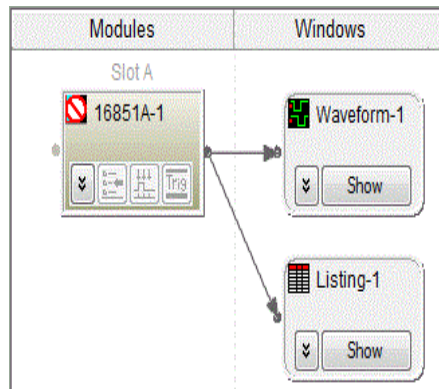 Modules Windows
Slot A
16851A-1
Trig
Waveform-1
Show
Listing-1
Show